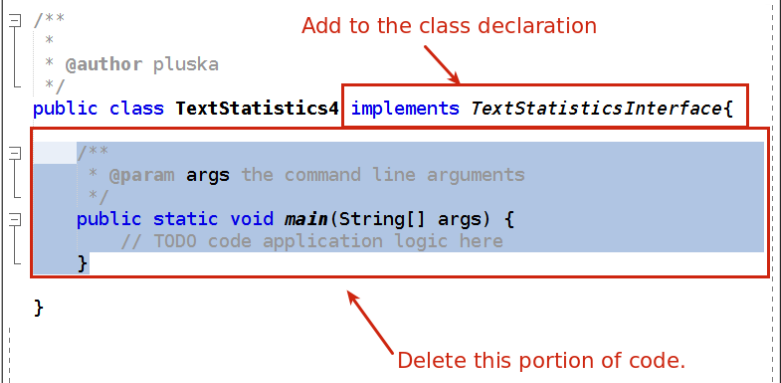 /**
Add to the class declaration
 *
 * @author pluska
 */
public class TextStatistics4 implements TextStatisticsInterface{
/**
 * @param args the command line arguments
 */
public static void main(String[] args) {
// TODO code application logic here
}
}
Delete this portion of code.